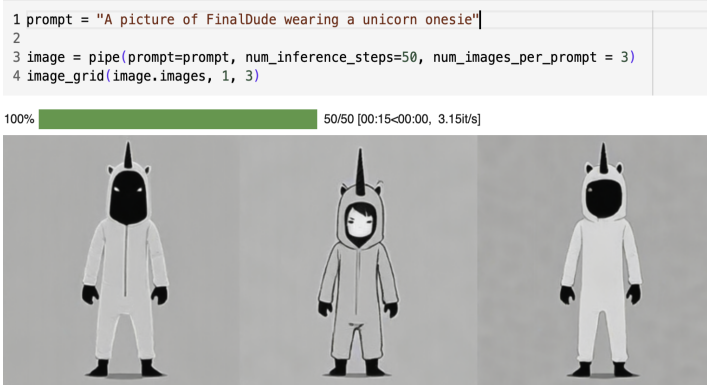 1 prompt = "A picture of FinalDude wearing a unicorn onesie"
2
3 image = pipe(prompt=prompt, num_inference_steps=50, num_images_per_prompt = 3)
4 image_grid(image.images, 1, 3)
100% 50/50 [00:15<00:00, 3.15it/s]